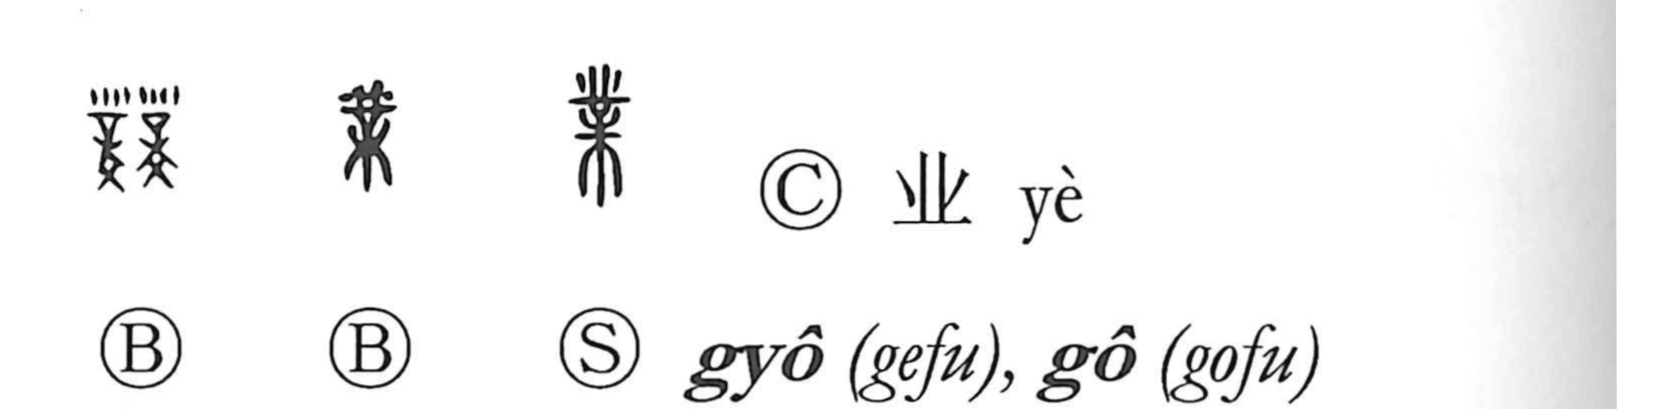 Ⓒ 业 yè
Ⓑ Ⓑ Ⓢ gyô (gefu), gô (gofu)